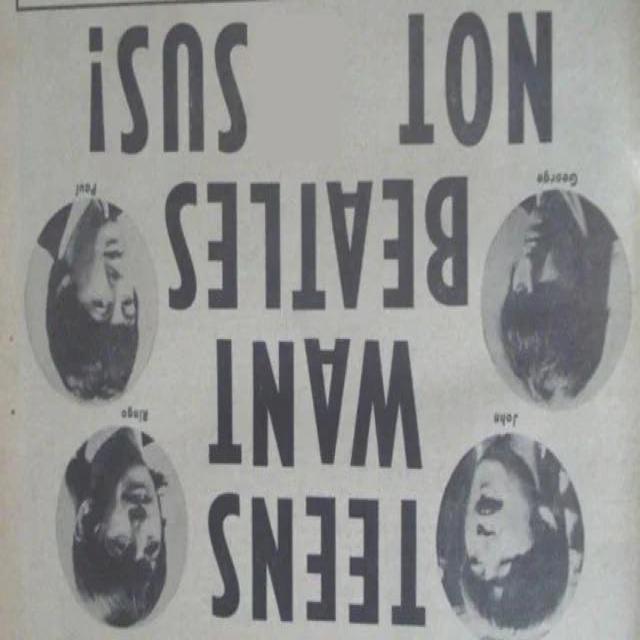 TEENS
WANT
John
Ringo
BEATLES
George
Paul
NOT SUS!